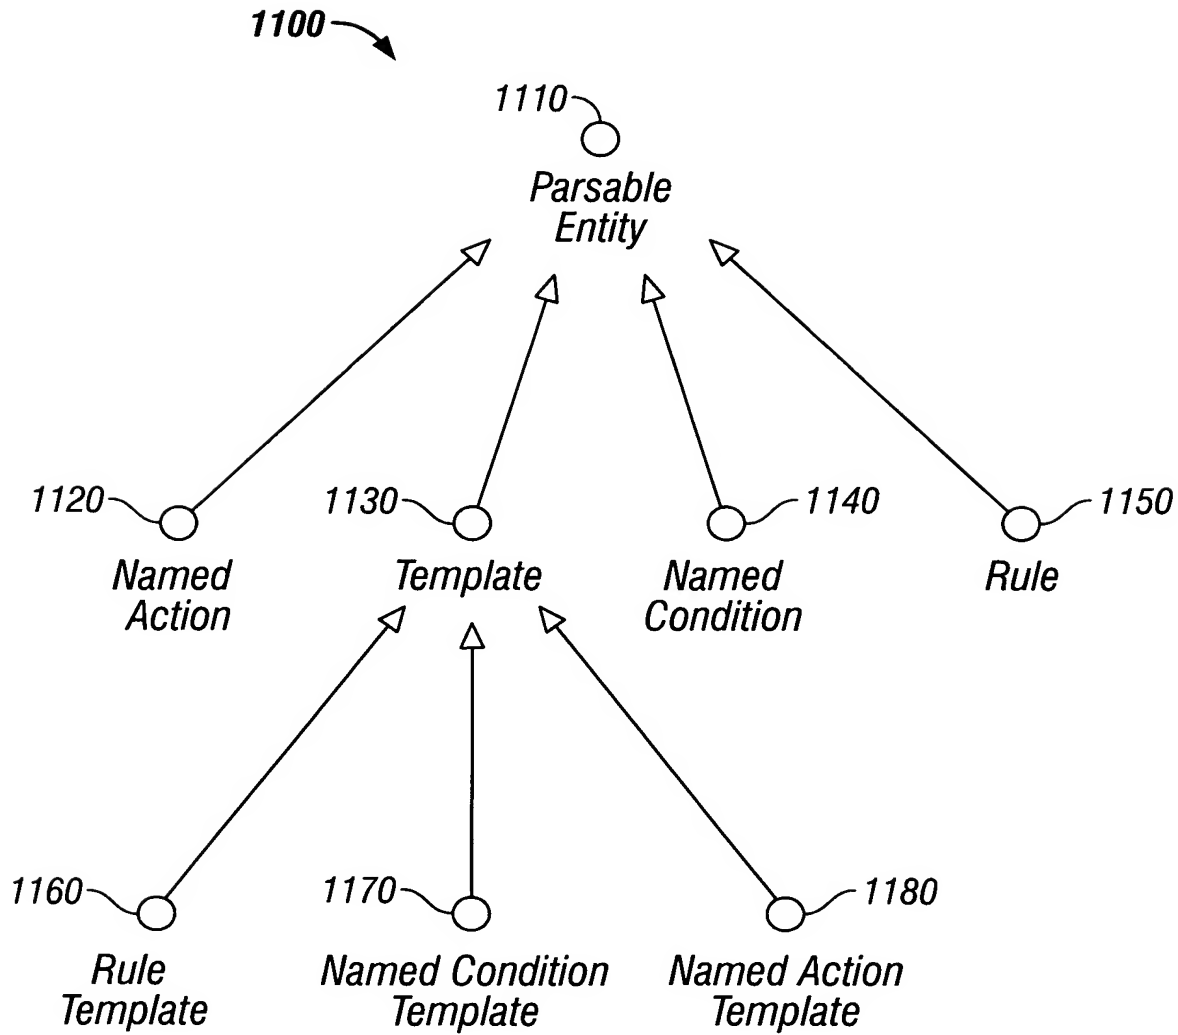 1100
1110
Parsable
Entity
1120
1130
1140
1150
Named
Action
Template
Named
Condition
Rule
1160
1170
1180
Rule
Template
Named Condition
Template
Named Action
Template